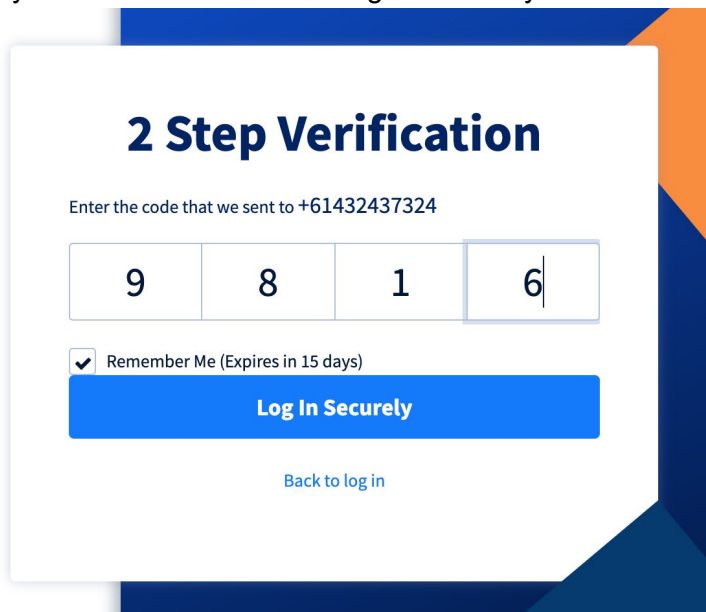 2 Step Verification
Enter the code that we sent to +61432437324
9 8 1 6
Remember Me (Expires in 15 days)
Log In Securely
Back to log in